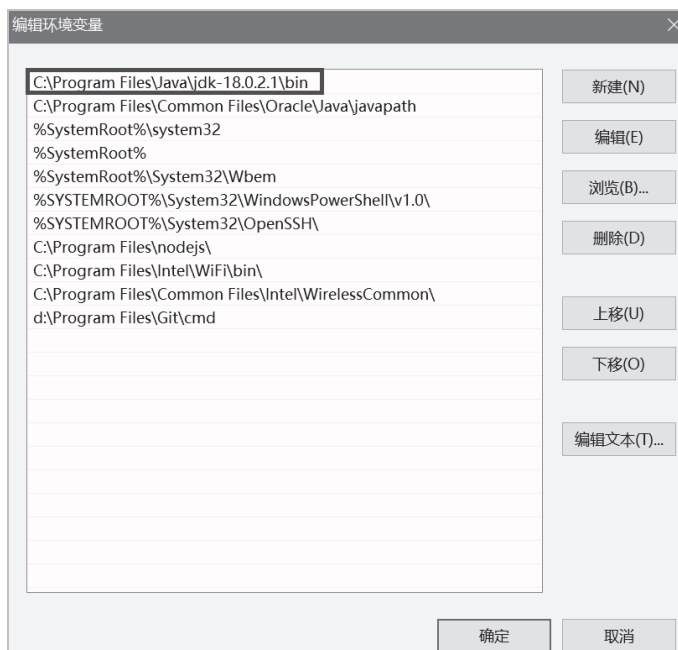 编辑环境变量
C:\Program Files\Java\jdk-18.0.2.1\bin
C:\Program Files\Common Files\Oracle\Java\javapath
%SystemRoot%\system32
%SystemRoot%
%SystemRoot%\System32\Wbem
%SYSTEMROOT%\System32\WindowsPowerShell\v1.0\
%SYSTEMROOT%\System32\OpenSSH\
C:\Program Files\nodejs\
C:\Program Files\Intel\WiFi\bin\
C:\Program Files\Common Files\Intel\WirelessCommon\
d:\Program Files\Git\cmd
新建(N)
编辑(E)
浏览(B)...
删除(D)
上移(U)
下移(O)
编辑文本(T)...
确定
取消